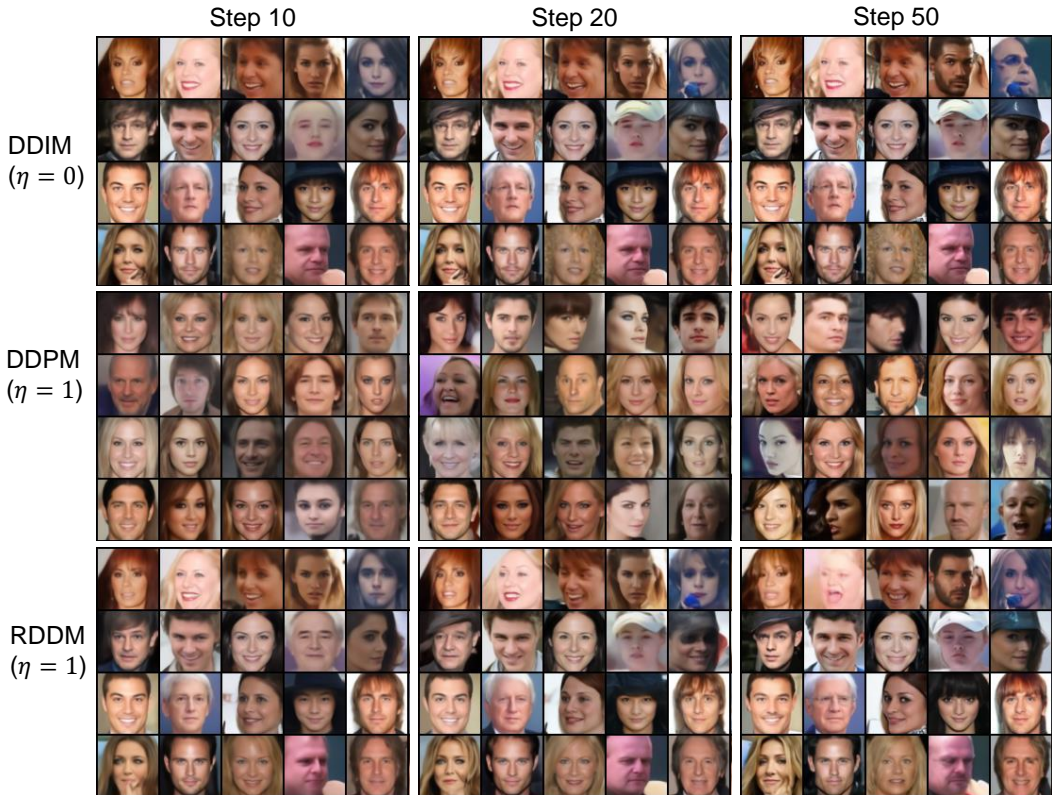 Step 10
Step 20
Step 50
DDIM
(η = 0)
DDPM
(η = 1)
RDDM
(η = 1)